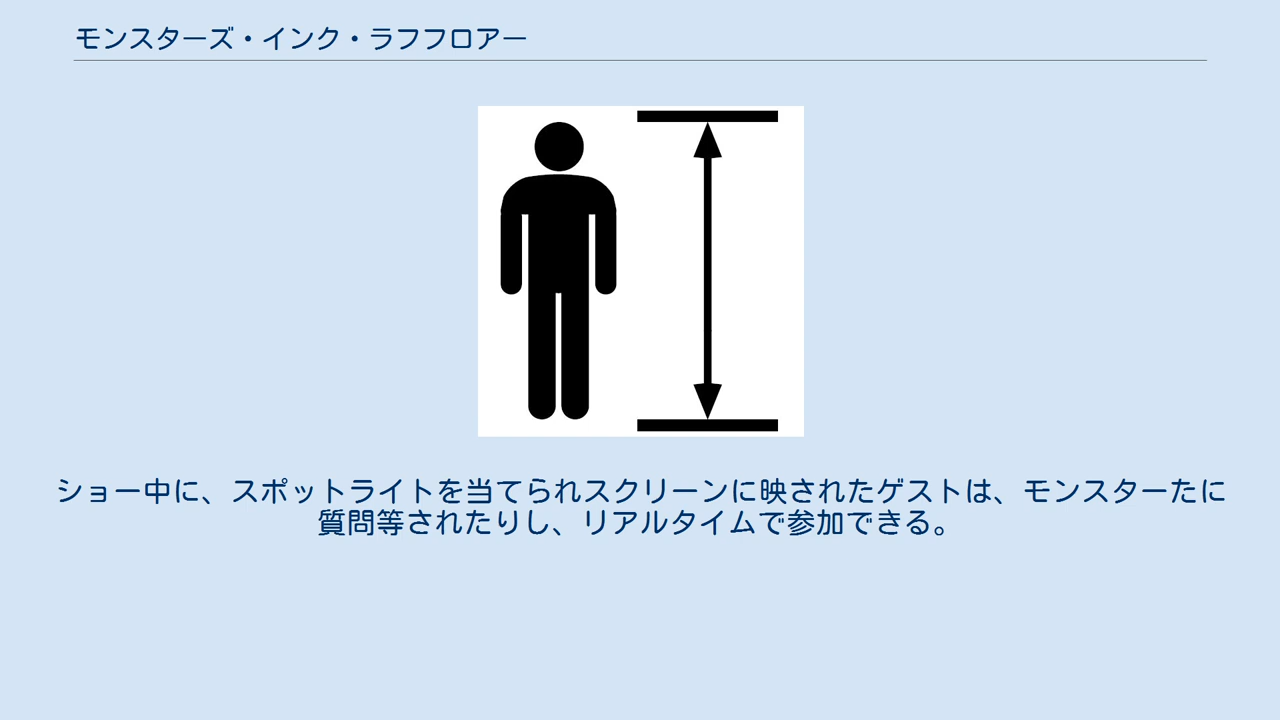 モンスターズ・インク・ラフフロアー
ショー中に、スポットライトを当てられスクリーンに映されたゲストは、モンスターたに
質問等されたりし、リアルタイムで参加できる。